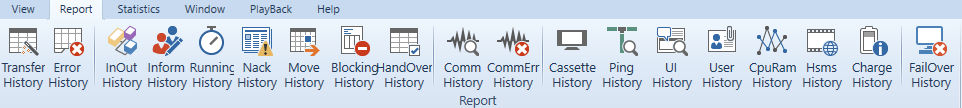 View Report Statistics Window PlayBack Help
Transfer Error InOut Inform Running Nack Move Blocking HandOver Comm CommErr Cassette Ping UI User CpuRam Hsms Charge FailOver
History History History History History History History History History History History History History History History History History History History
Report